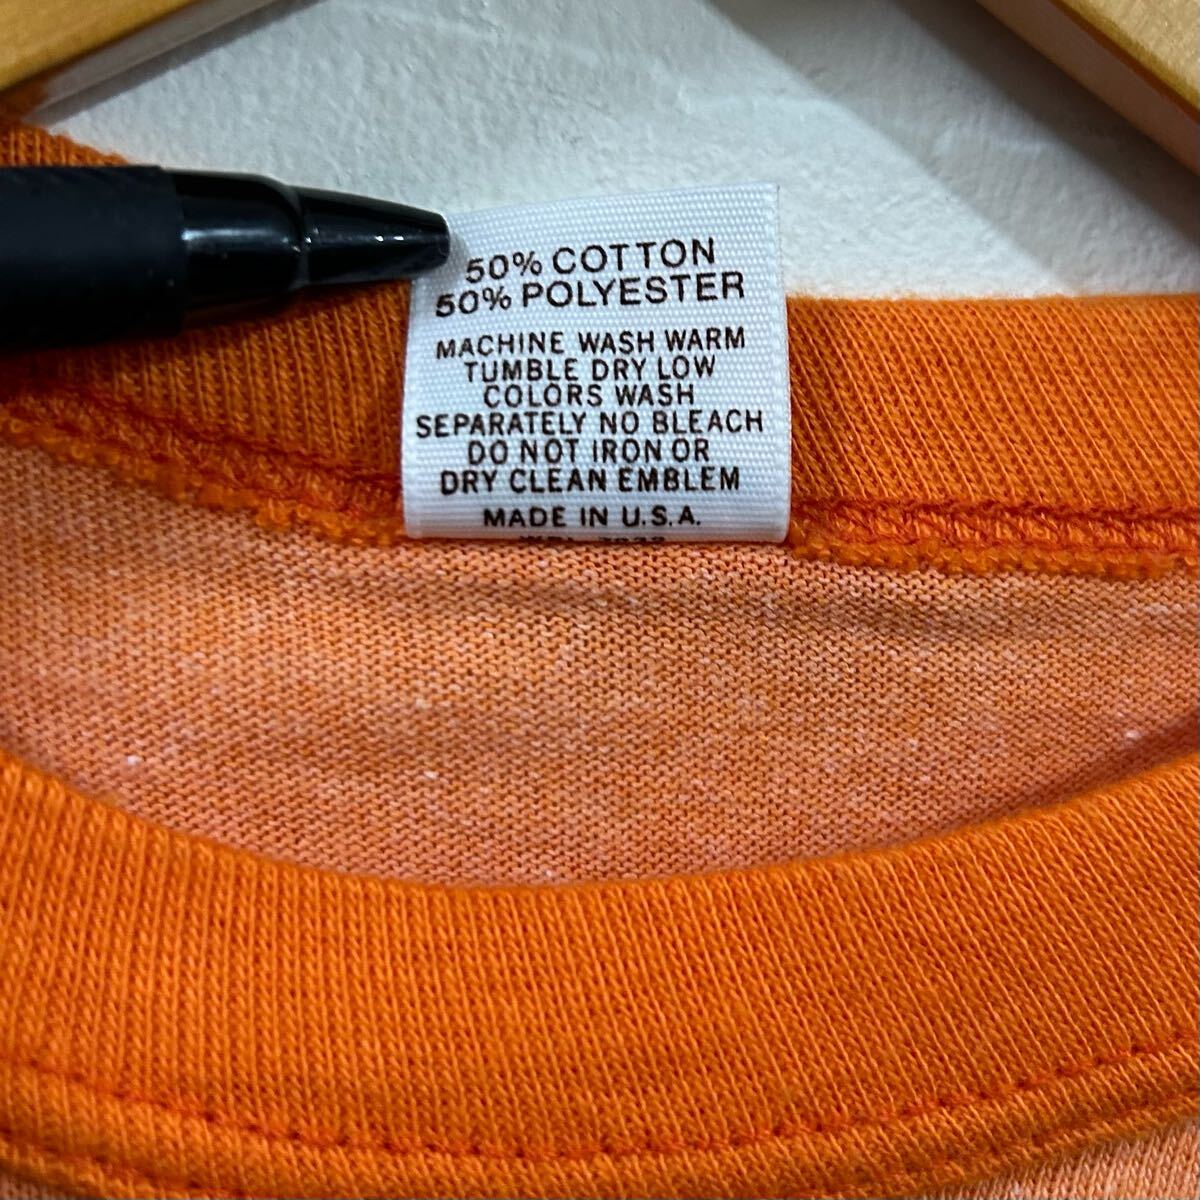 50% COTTON
50% POLYESTER
MACHINE WASH WARM
TUMBLE DRY LOW
COLORS WASH
SEPARATELY NO BLEACH
DO NOT IRON OR
DRY CLEAN EMBLEM
MADE IN U.S.A.